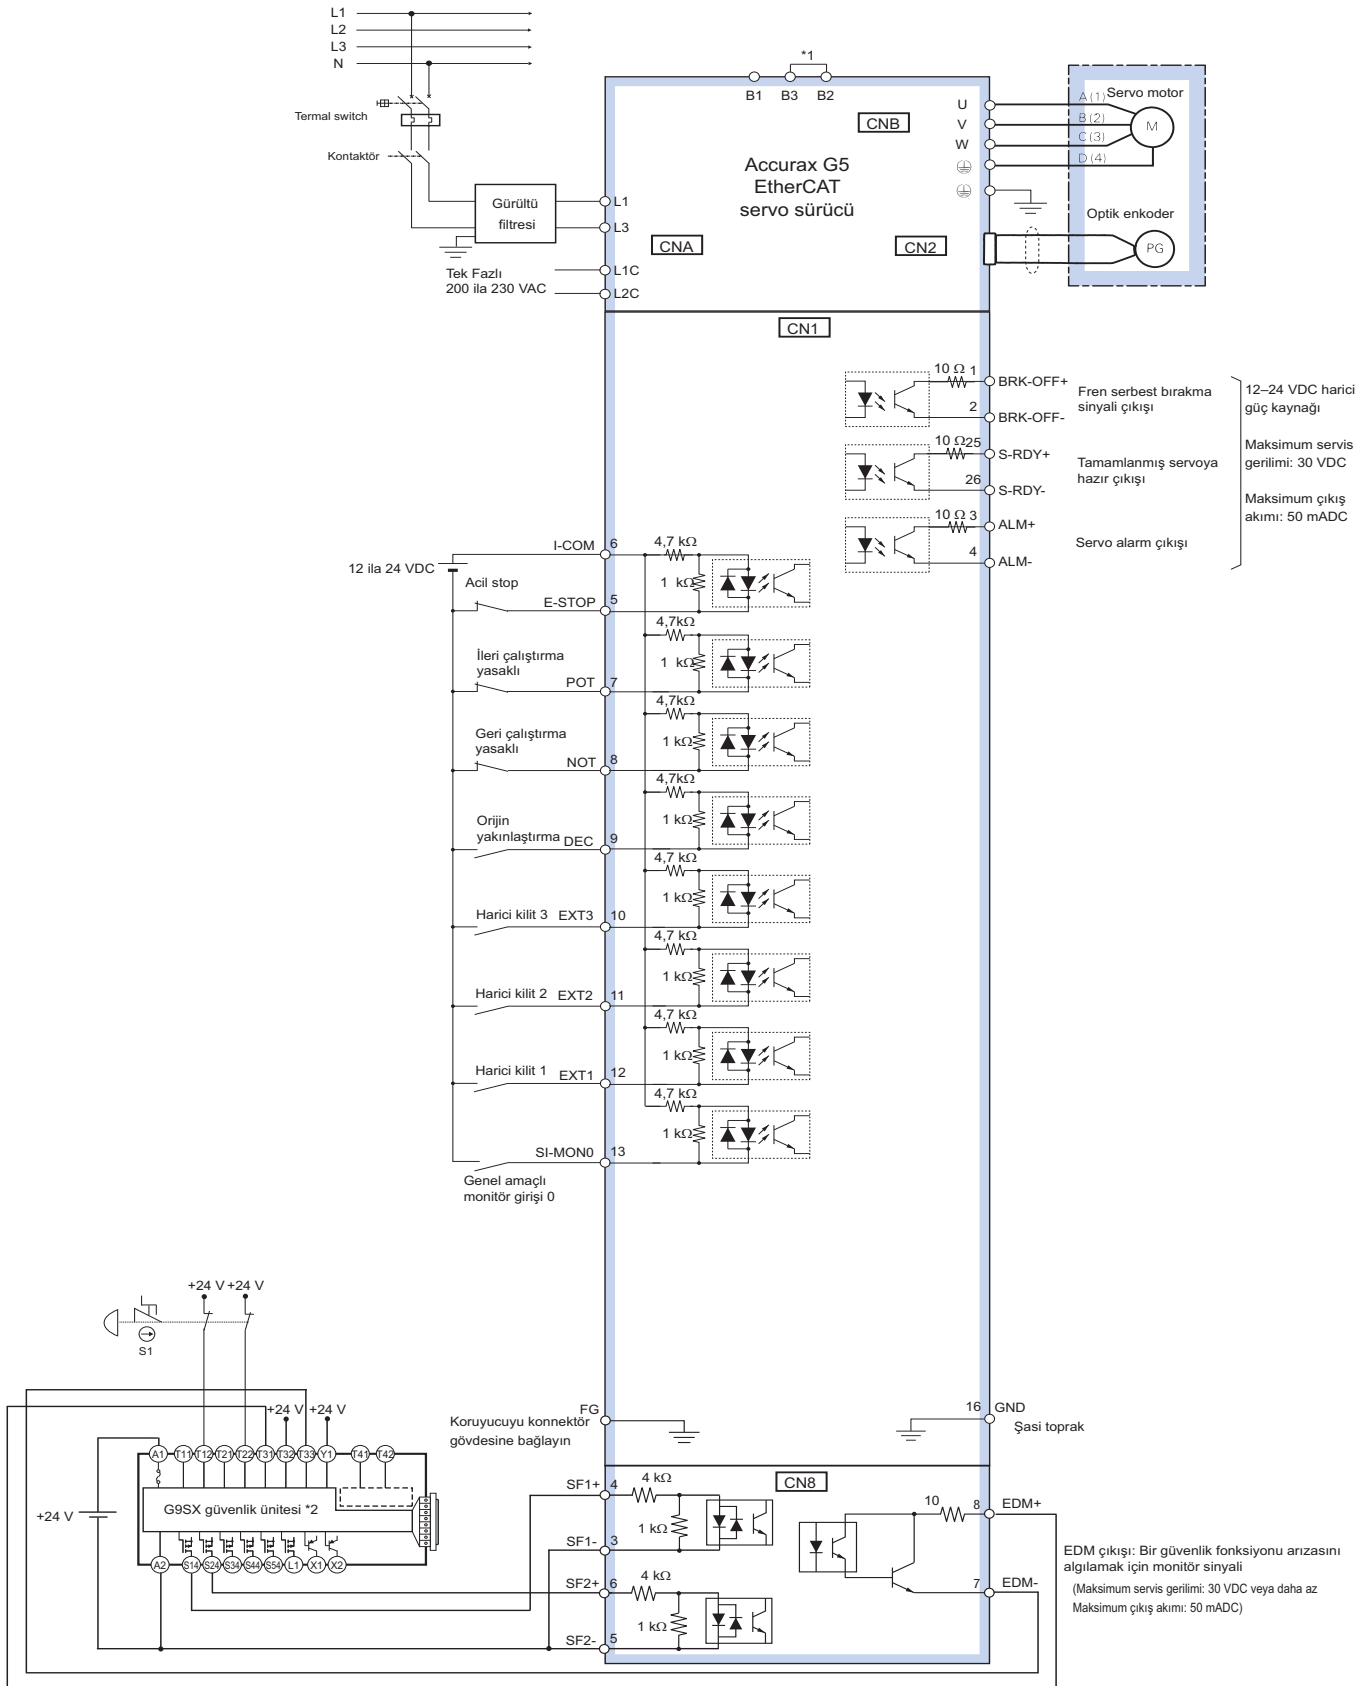 L1
L2
L3
N
Termal switch
Kontaktör
Gürültü
filtresi
Tek Fazlı
200 ila 230 VAC
*1
B1
B3
B2
CNB
Accurax G5
EtherCAT
servo sürücü
CNA
CN2
L1
L3
L1C
L2C
U
V
W
A (1)
B (2)
C (3)
D (4)
Servo motor
M
Optik enkoder
PG
CN1
10 Ω 1
BRK-OFF+
2
BRK-OFF-
Fren serbest bırakma
sinyali çıkışı
10 Ω 25
S-RDY+
26
S-RDY-
Tamamlanmış servoya
hazır çıkışı
10 Ω 3
ALM+
4
ALM-
Servo alarm çıkışı
12–24 VDC harici
güç kaynağı
Maksimum servis
gerilimi: 30 VDC
Maksimum çıkış
akımı: 50 mADC
12 ila 24 VDC
I-COM 6
4,7 kΩ
1 kΩ
Acil stop
E-STOP 5
4,7kΩ
1 kΩ
İleri çalıştırma
yasaklı
POT 7
4,7kΩ
1 kΩ
Geri çalıştırma
yasaklı
NOT 8
4,7kΩ
1 kΩ
Orijin
yakınlaştırma
DEC 9
4,7 kΩ
1 kΩ
Harici kilit 3 EXT3 10
4,7 kΩ
1 kΩ
Harici kilit 2 EXT2 11
4,7 kΩ
1 kΩ
Harici kilit 1 EXT1 12
4,7 kΩ
1 kΩ
SI-MON0 13
Genel amaçlı
monitör girişi 0
+24 V +24 V
S1
FG
Koruyucuyu konnektör
gövdesine bağlayın
16 GND
Şasi toprak
+24 V +24 V
A1 T11 T12 T21 T22 T31 T32 T33 Y1 T41 T42
+24 V
G9SX güvenlik ünitesi *2
A2 S14 S24 S34 S44 S54 L1 X1 X2
CN8
SF1+ 4
4 kΩ
1 kΩ
SF1- 3
SF2+ 6
4 kΩ
1 kΩ
SF2- 5
10
8 EDM+
7 EDM-
EDM çıkışı: Bir güvenlik fonksiyonu arızasını
algılamak için monitör sinyali
(Maksimum servis gerilimi: 30 VDC veya daha az
Maksimum çıkış akımı: 50 mADC)